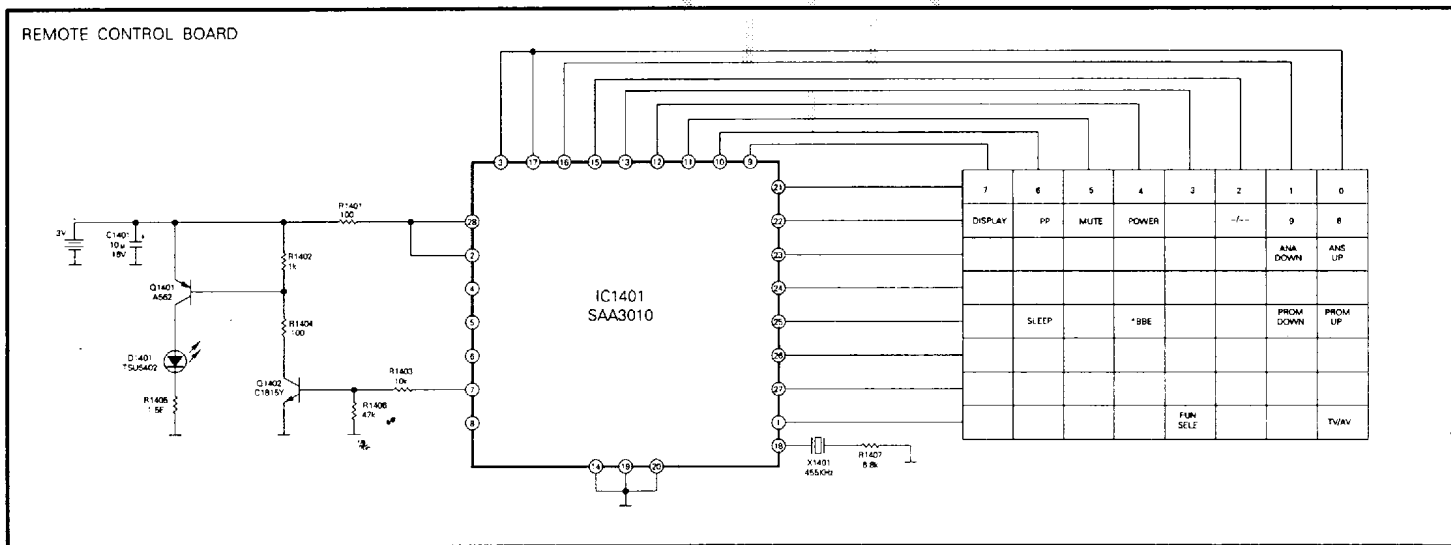 REMOTE CONTROL BOARD
3 17 16 15 13 12 11 10 9
3V
C1401
10μ
16V
R1401
100
R1402
1k
Q1401
A562
R1404
100
D1401
TSUS402
R1405
1.5E
Q1402
C1815Y
R1403
10k
R1406
47k
28
2
4
5
6
7
8
IC1401
SAA3010
14 19 20
21
22
23
24
25
26
27
1
18
X1401
455KHz
R1407
6.8k
7 6 5 4 3 2 1 0
DISPLAY PP MUTE POWER -/-- 9 8
ANA DOWN ANS UP
SLEEP *BBE PROM DOWN PROM UP
FUN SELE TV/AV